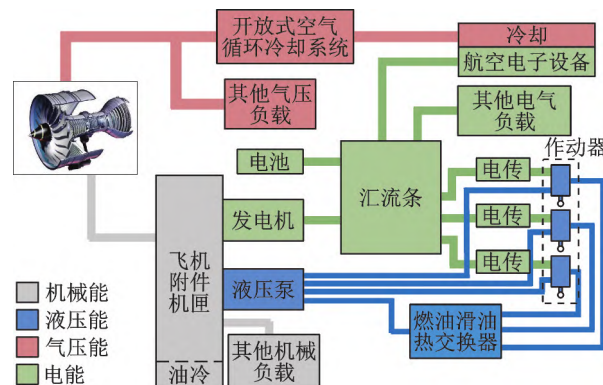 开放式空气
循环冷却系统
冷却
航空电子设备
其他气压
负载
其他电气
负载
作动器
电池
汇流条
电传
发电机
电传
飞机
附件
机匣
电传
液压泵
机械能
液压能
气压能
电能
其他机械
负载
燃油滑油
热交换器
油冷